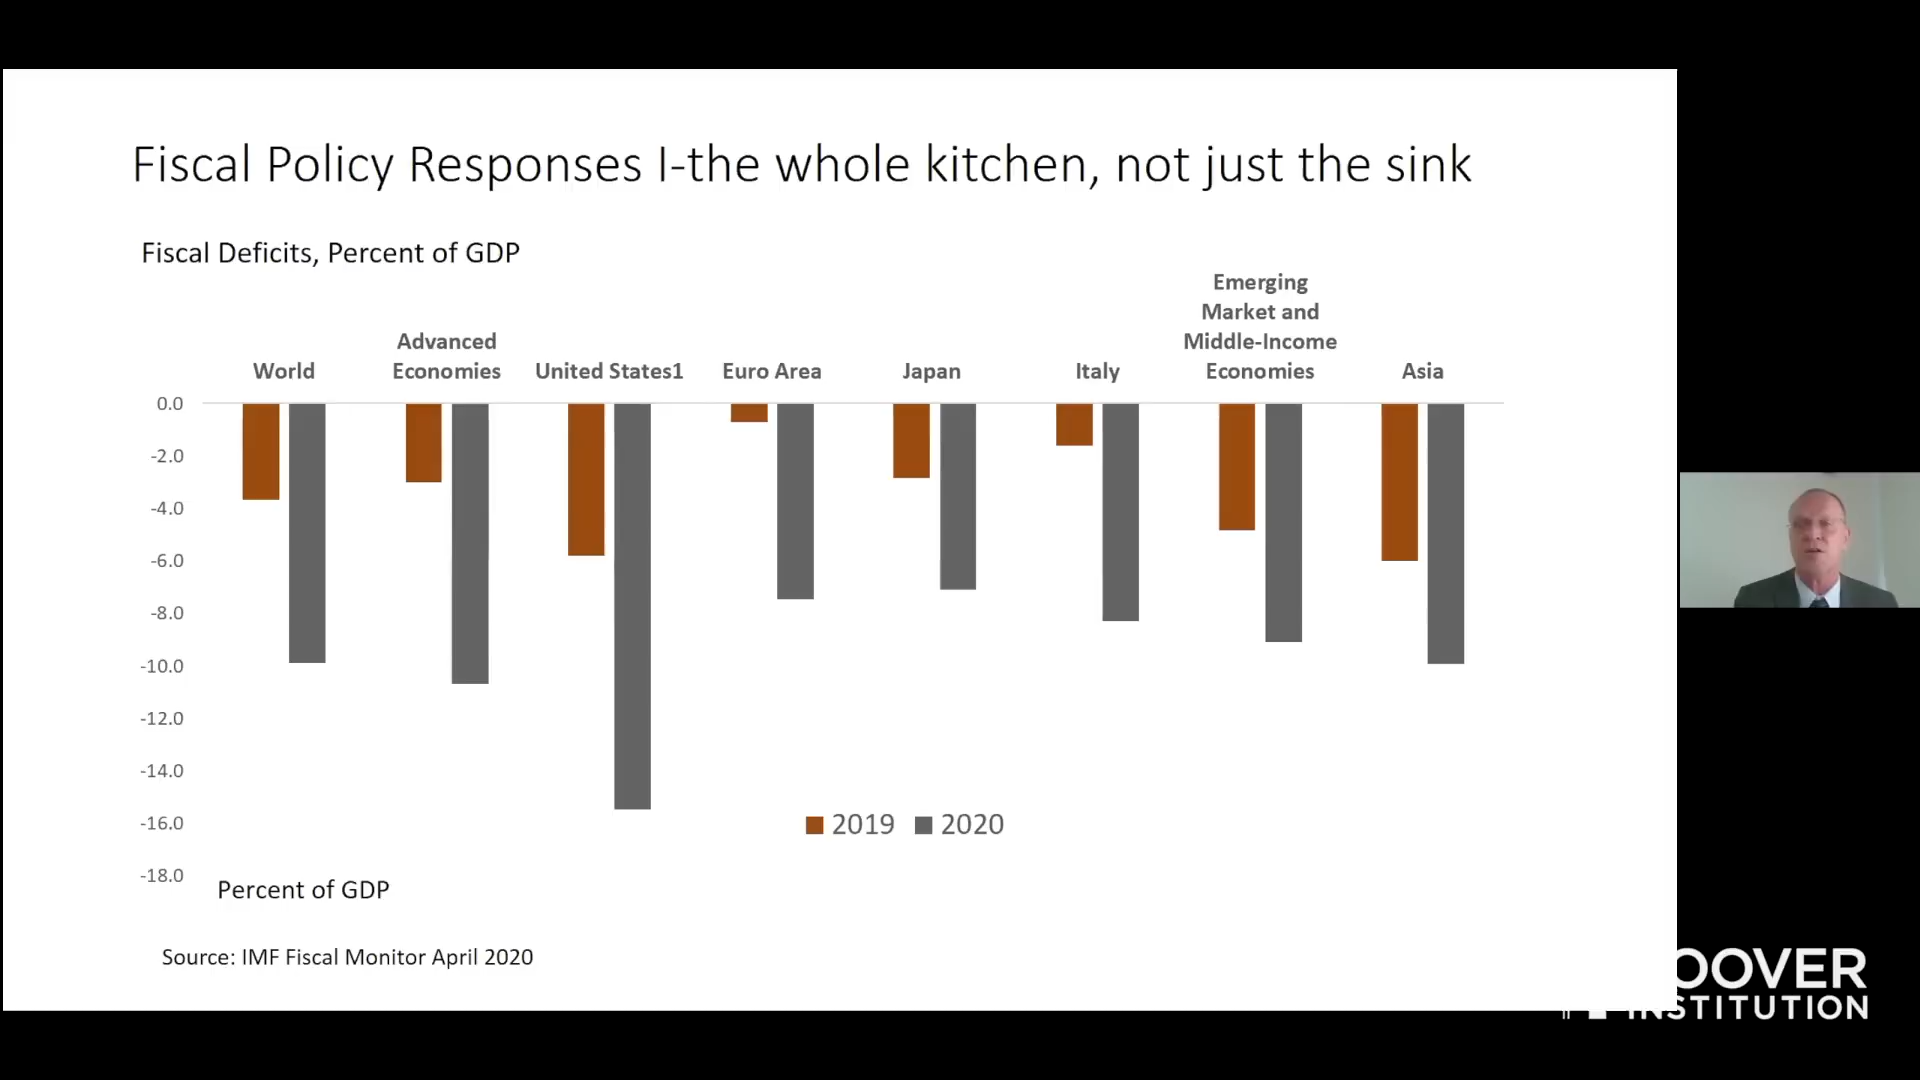 Fiscal Policy Responses I-the whole kitchen, not just the sink
Fiscal Deficits, Percent of GDP
World
Advanced
Economies
United States1
Euro Area
Japan
Italy
Emerging
Market and
Middle-Income
Economies
Asia
0.0
-2.0
-4.0
-6.0
-8.0
-10.0
-12.0
-14.0
-16.0
-18.0
2019
2020
Percent of GDP
Source: IMF Fiscal Monitor April 2020
OOVER
INSTITUTION